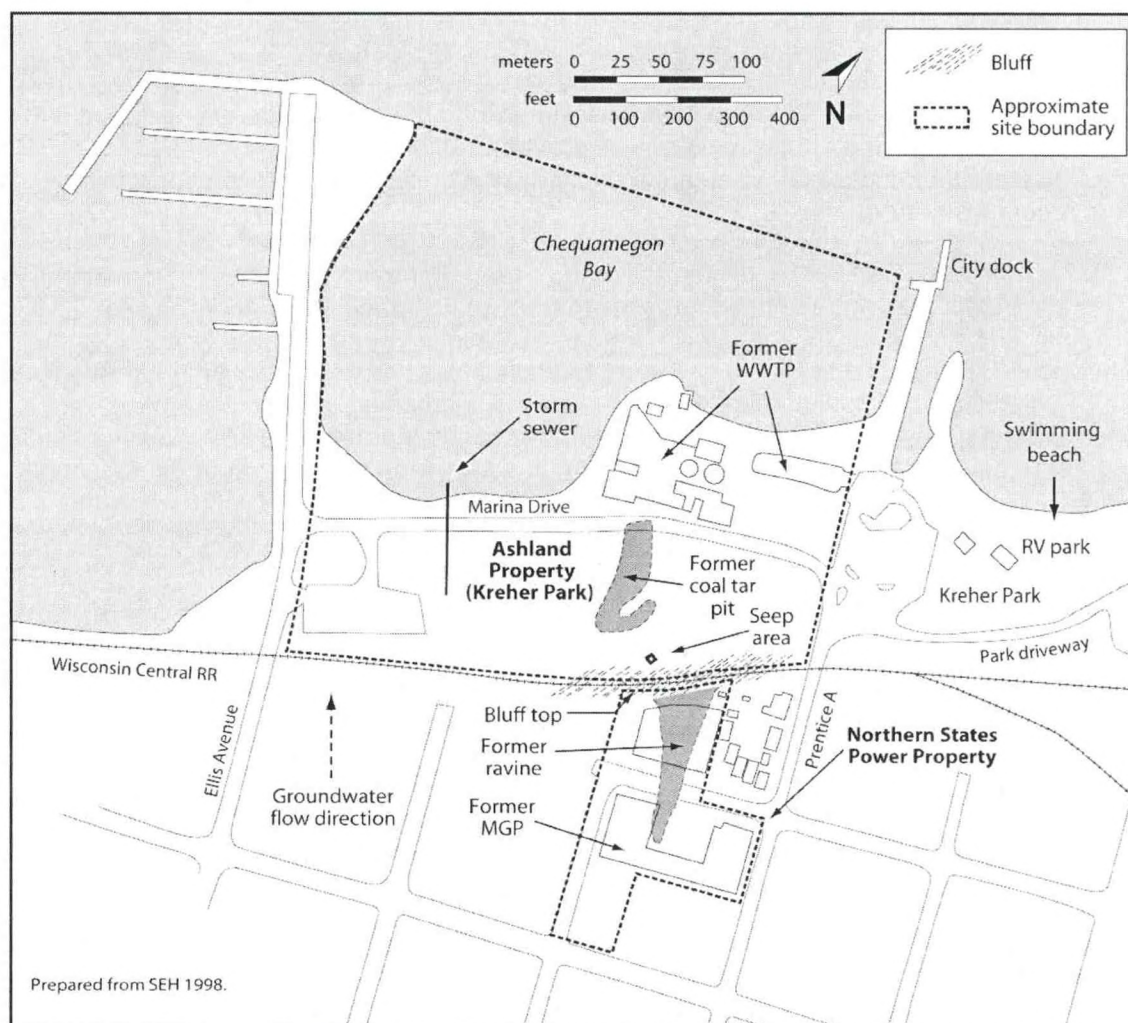 meters 0 25 50 75 100
feet
0 100 200 300 400
N
Bluff
Approximate
site boundary
Chequamegon
Bay
City dock
Former
WWTP
Storm
sewer
Swimming
beach
Marina Drive
Ashland
Property
(Kreher Park)
Former
coal tar
pit
RV park
Kreher Park
Seep
area
Park driveway
Wisconsin Central RR
Bluff top
Former
ravine
Prentice A
Northern States
Power Property
Ellis Avenue
Groundwater
flow direction
Former
MGP
Prepared from SEH 1998.